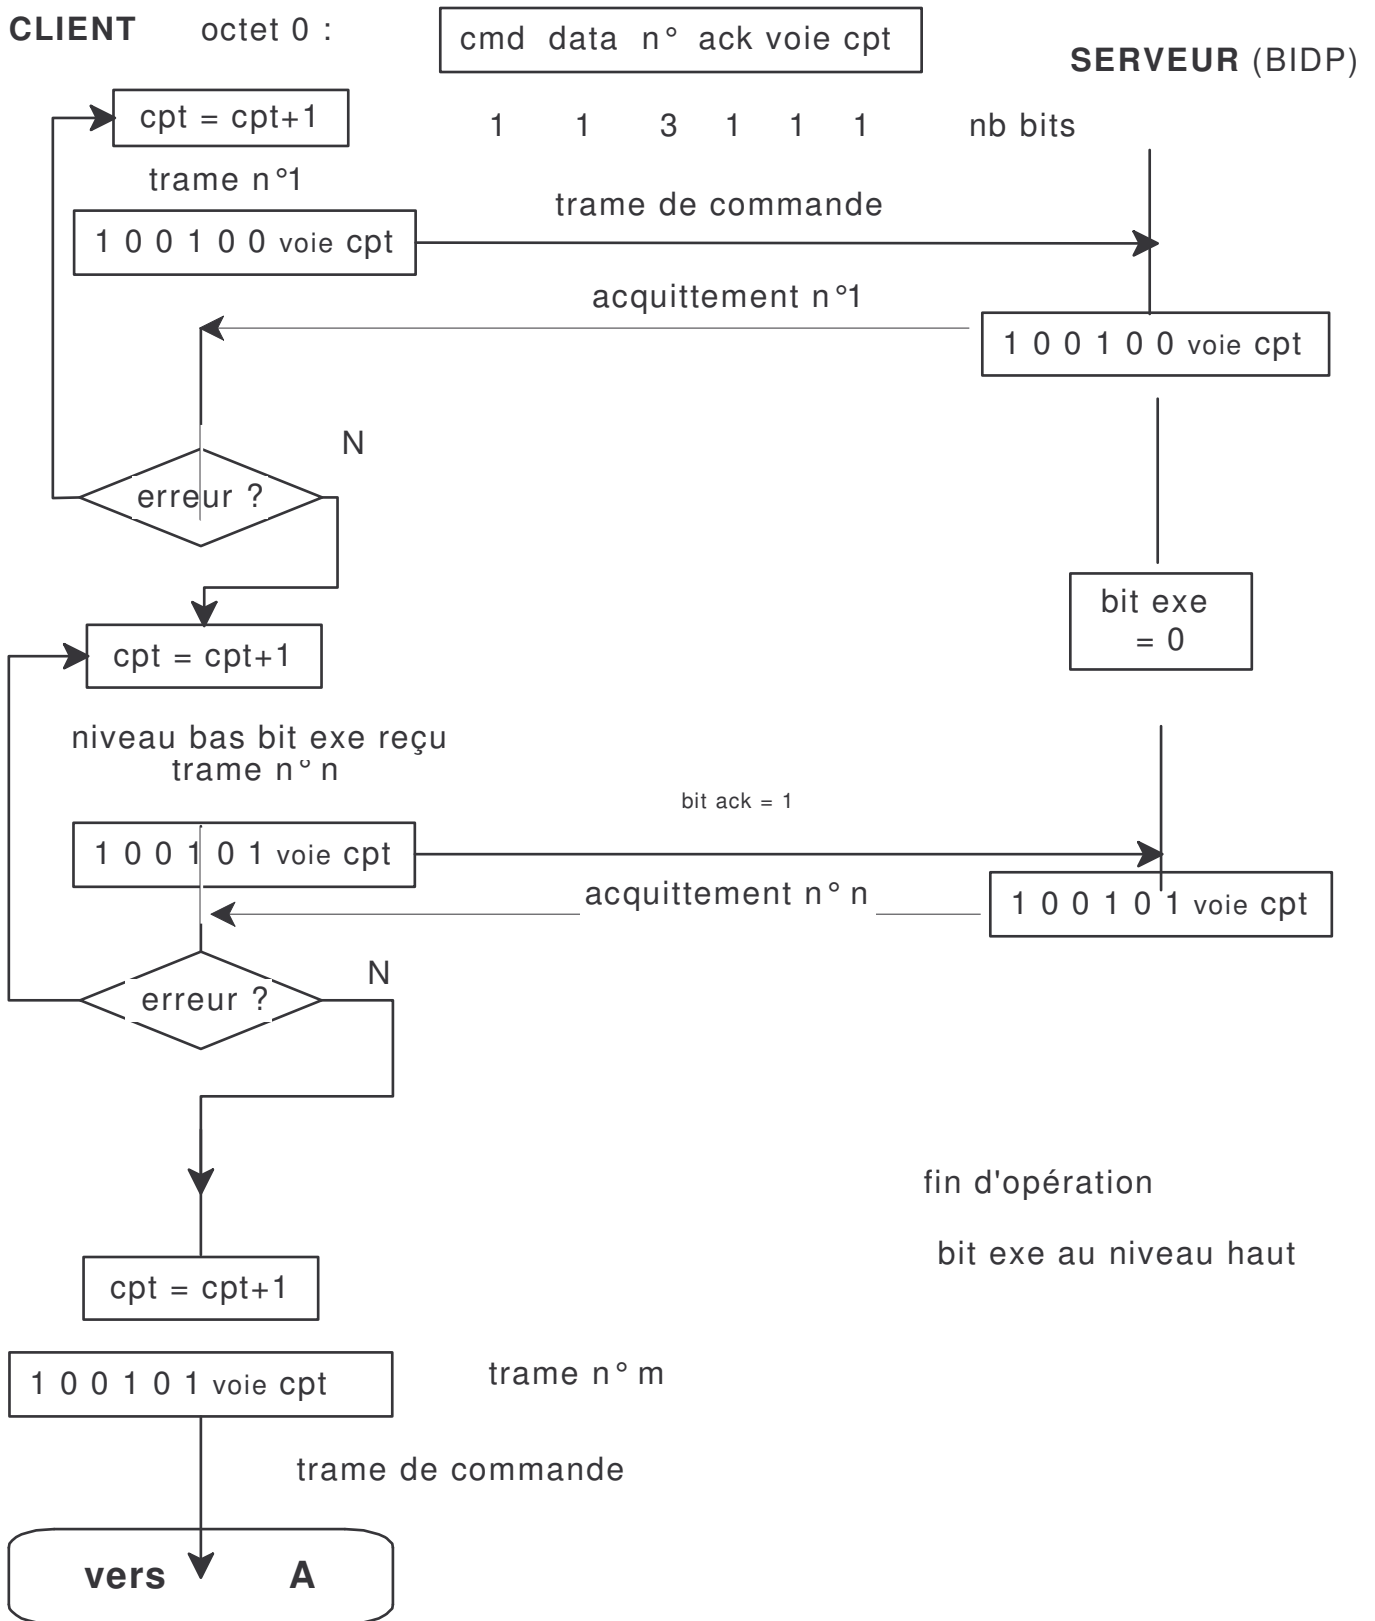 CLIENT octet 0 :
cmd data n° ack voie cpt
SERVEUR (BIDP)
cpt = cpt+1
1 1 3 1 1 1 nb bits
trame n°1
trame de commande
1 0 0 1 0 0 voie cpt
acquittement n°1
1 0 0 1 0 0 voie cpt
N
erreur ?
bit exe
= 0
cpt = cpt+1
niveau bas bit exe reçu
trame n° n
bit ack = 1
1 0 0 1 0 1 voie cpt
acquittement n° n
1 0 0 1 0 1 voie cpt
N
erreur ?
fin d'opération
bit exe au niveau haut
cpt = cpt+1
1 0 0 1 0 1 voie cpt
trame n° m
trame de commande
vers A